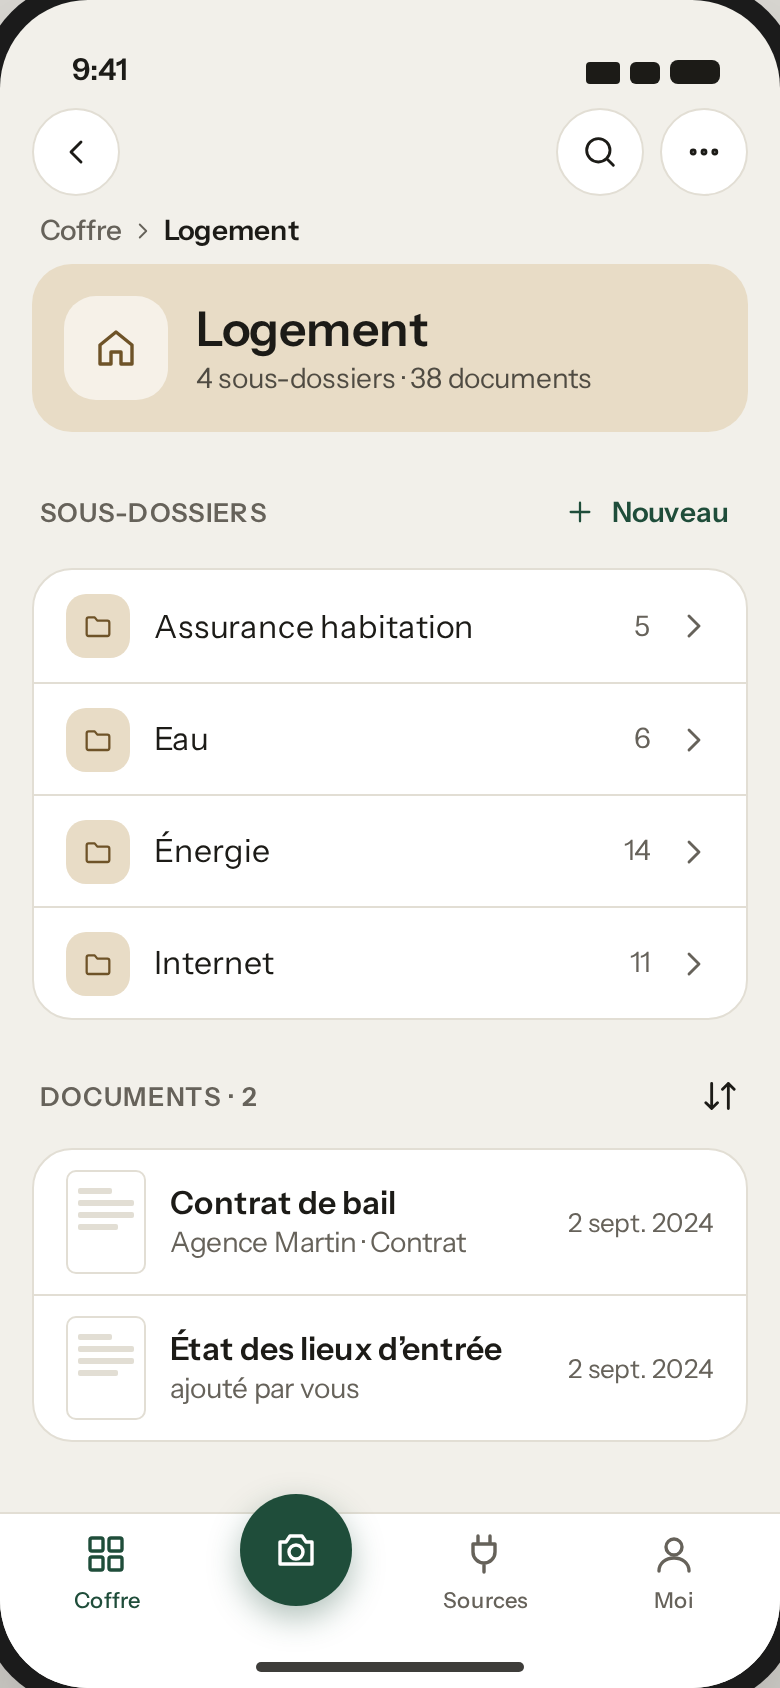 9:41
Coffre > Logement
Logement
4 sous-dossiers · 38 documents
SOUS-DOSSIERS
+ Nouveau
Assurance habitation 5
Eau 6
Énergie 14
Internet 11
DOCUMENTS · 2
Contrat de bail
Agence Martin · Contrat
2 sept. 2024
État des lieux d’entrée
ajouté par vous
2 sept. 2024
Coffre Sources Moi